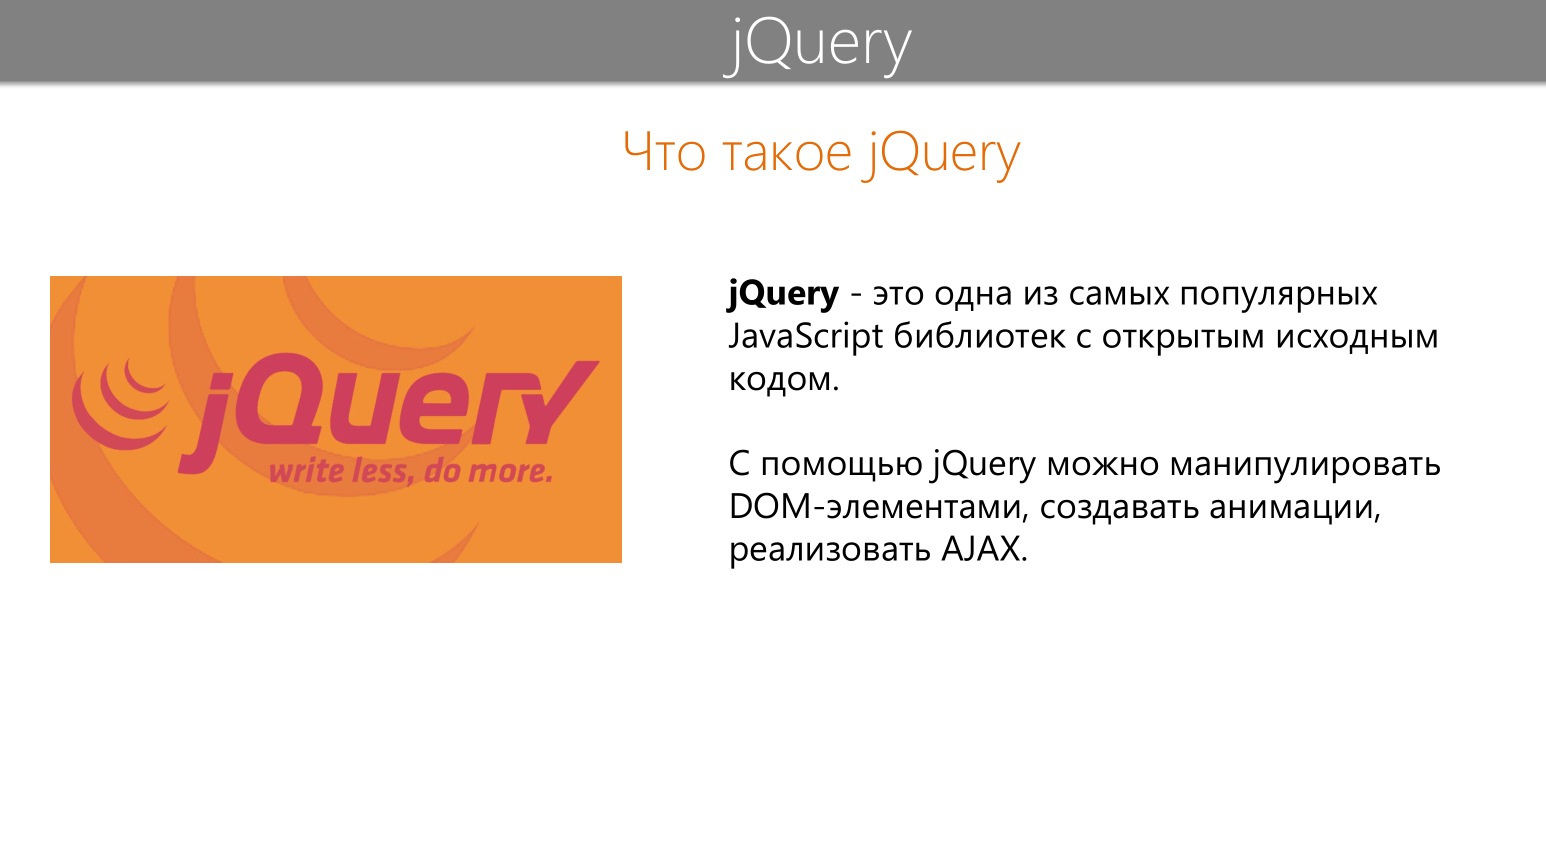 jQuery
Что такое jQuery
jQuery
write less, do more.
jQuery - это одна из самых популярных
JavaScript библиотек с открытым исходным
кодом.
С помощью jQuery можно манипулировать
DOM-элементами, создавать анимации,
реализовать AJAX.